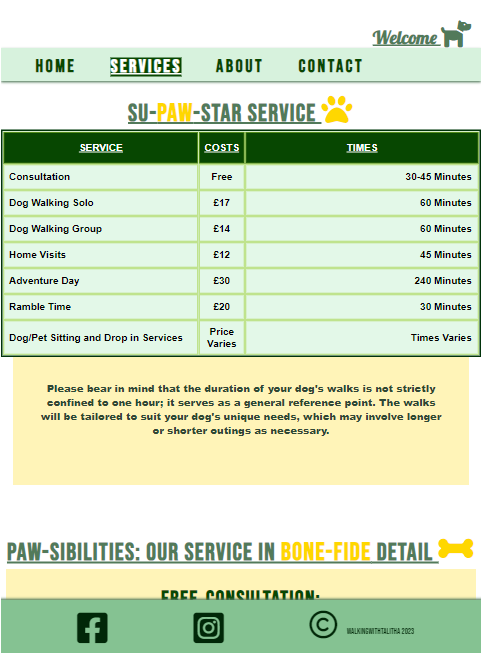 Welcome
HOME SERVICES ABOUT CONTACT
SU-PAW-STAR SERVICE
SERVICE COSTS TIMES
Consultation Free 30-45 Minutes
Dog Walking Solo £17 60 Minutes
Dog Walking Group £14 60 Minutes
Home Visits £12 45 Minutes
Adventure Day £30 240 Minutes
Ramble Time £20 30 Minutes
Dog/Pet Sitting and Drop in Services Price Varies Times Varies
Please bear in mind that the duration of your dog's walks is not strictly
confined to one hour; it serves as a general reference point. The walks
will be tailored to suit your dog's unique needs, which may involve longer
or shorter outings as necessary.
PAW-SIBILITIES: OUR SERVICE IN BONE-FIDE DETAIL
FREE CONSULTATION:
© WALKINGWITHTALITHA 2023